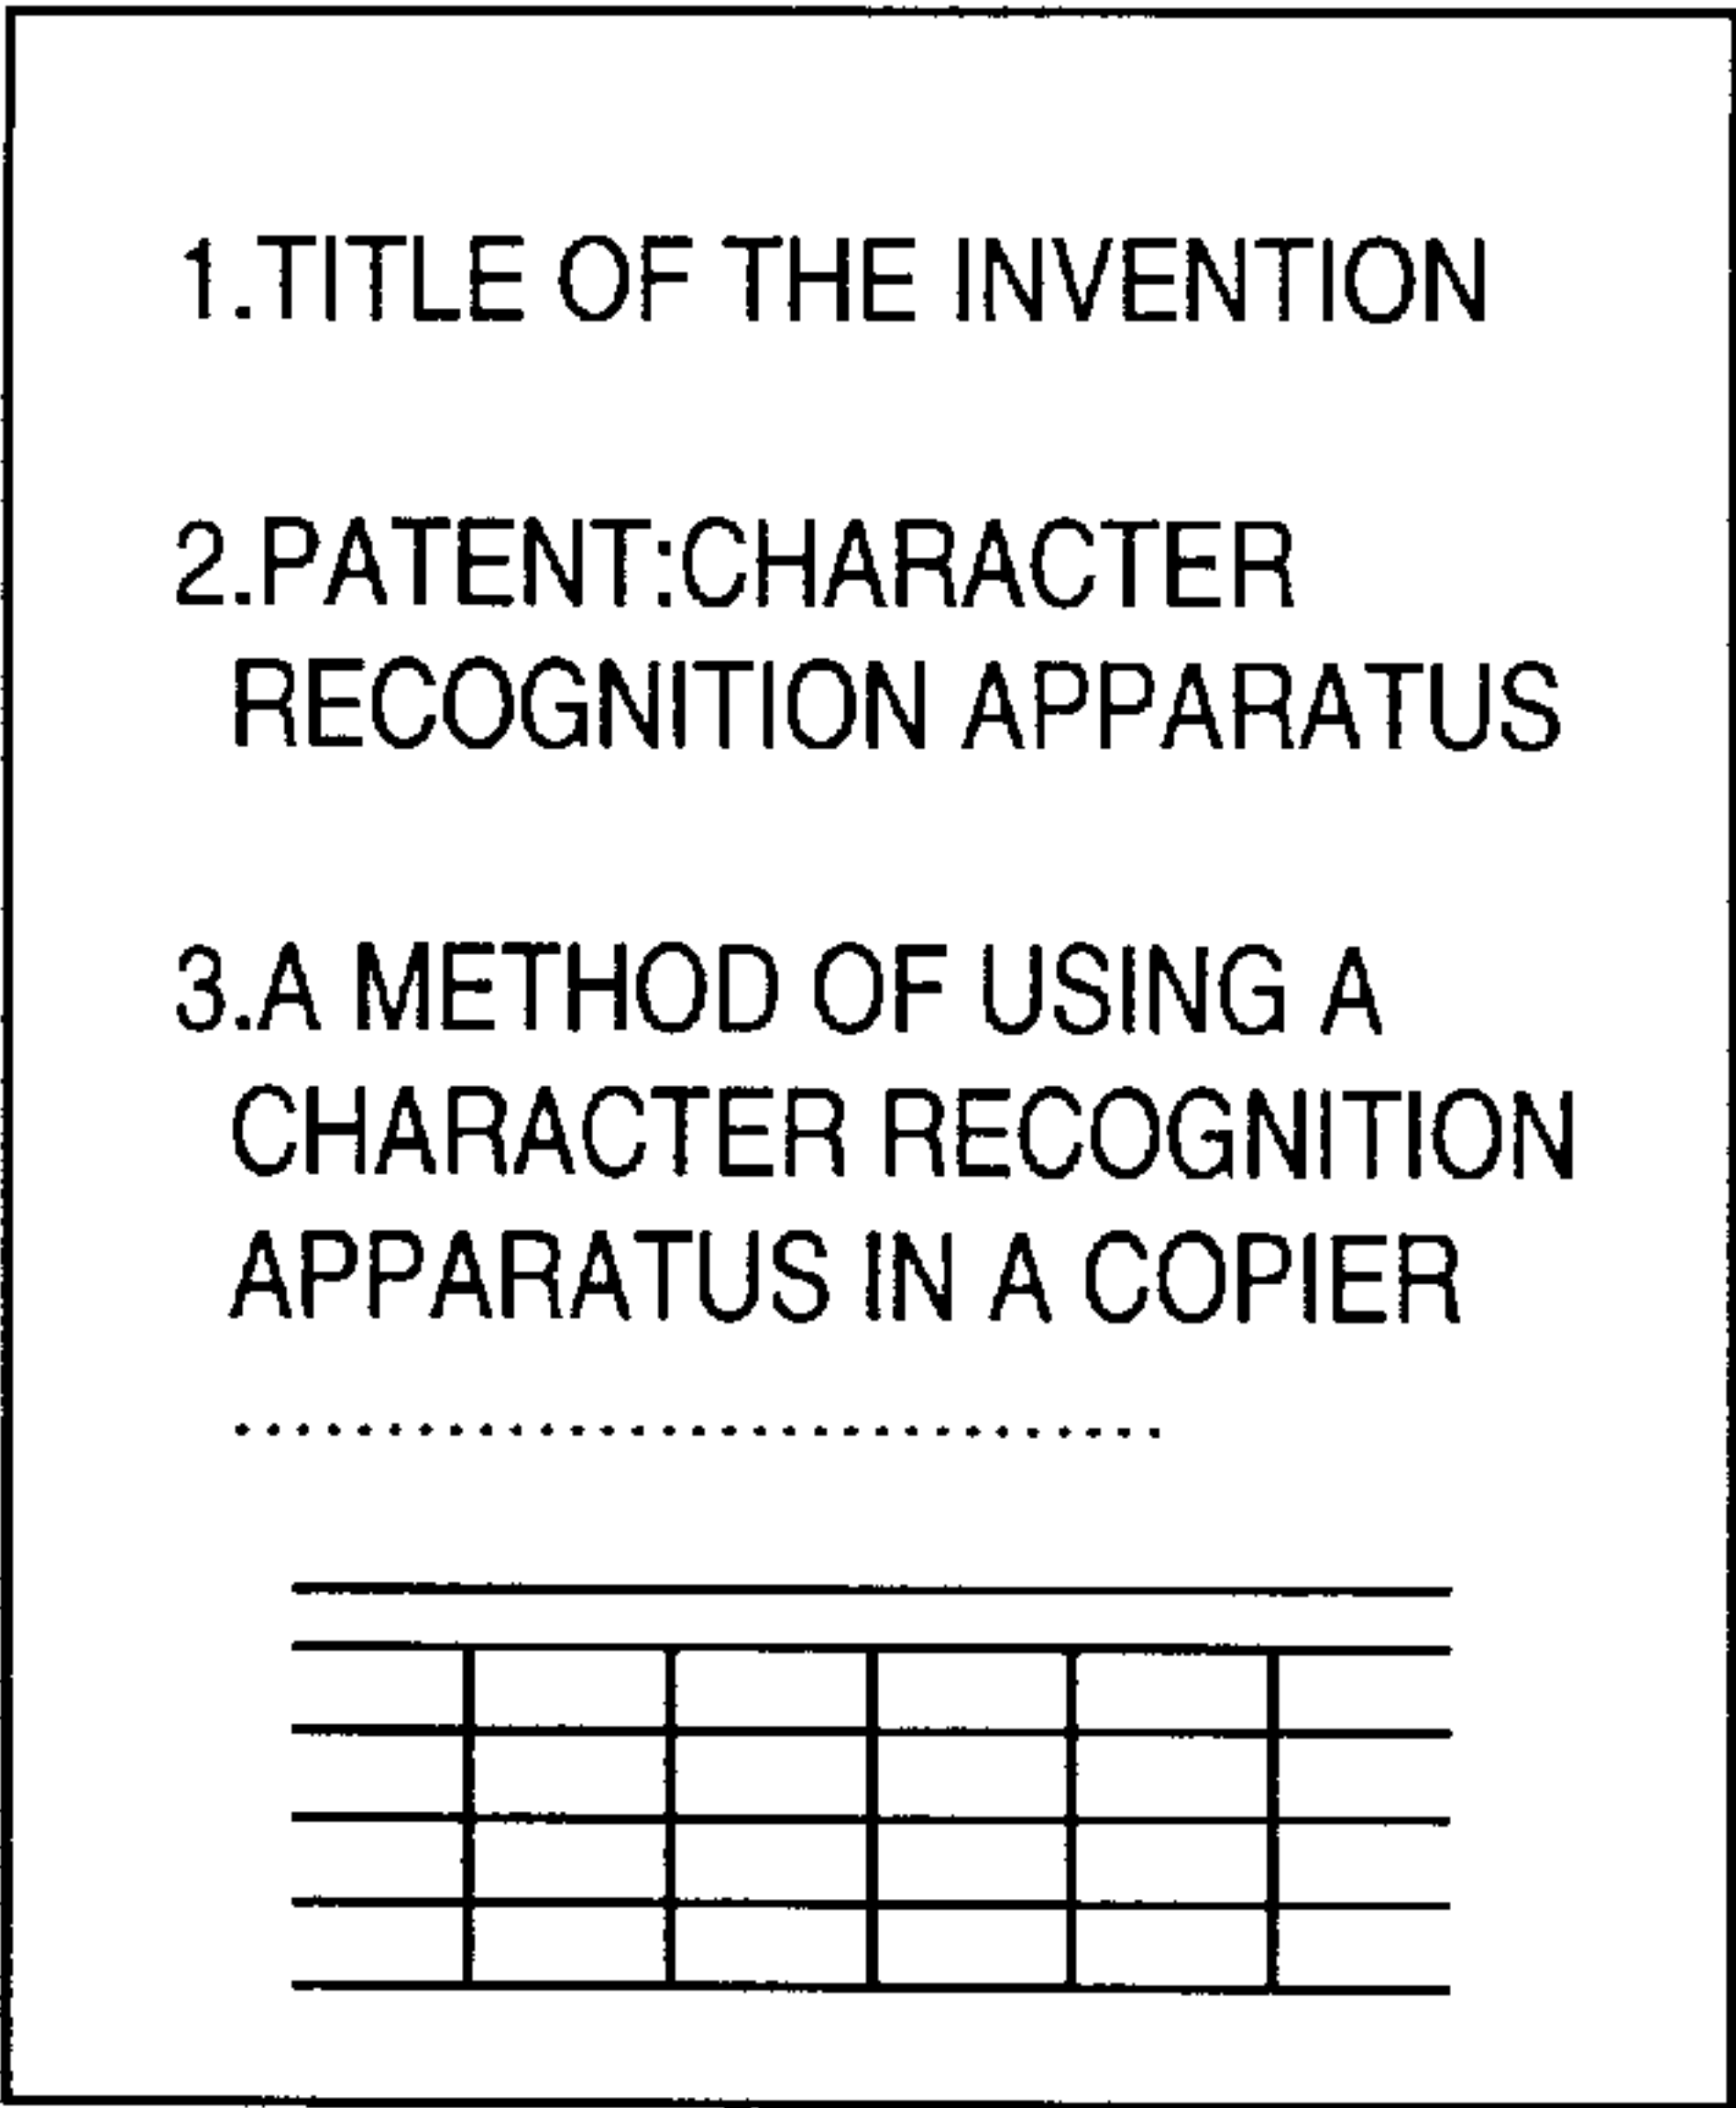 1.TITLE OF THE INVENTION
2.PATENT:CHARACTER
RECOGNITION APPARATUS
3.A METHOD OF USING A
CHARACTER RECOGNITION
APPARATUS IN A COPIER
...............................